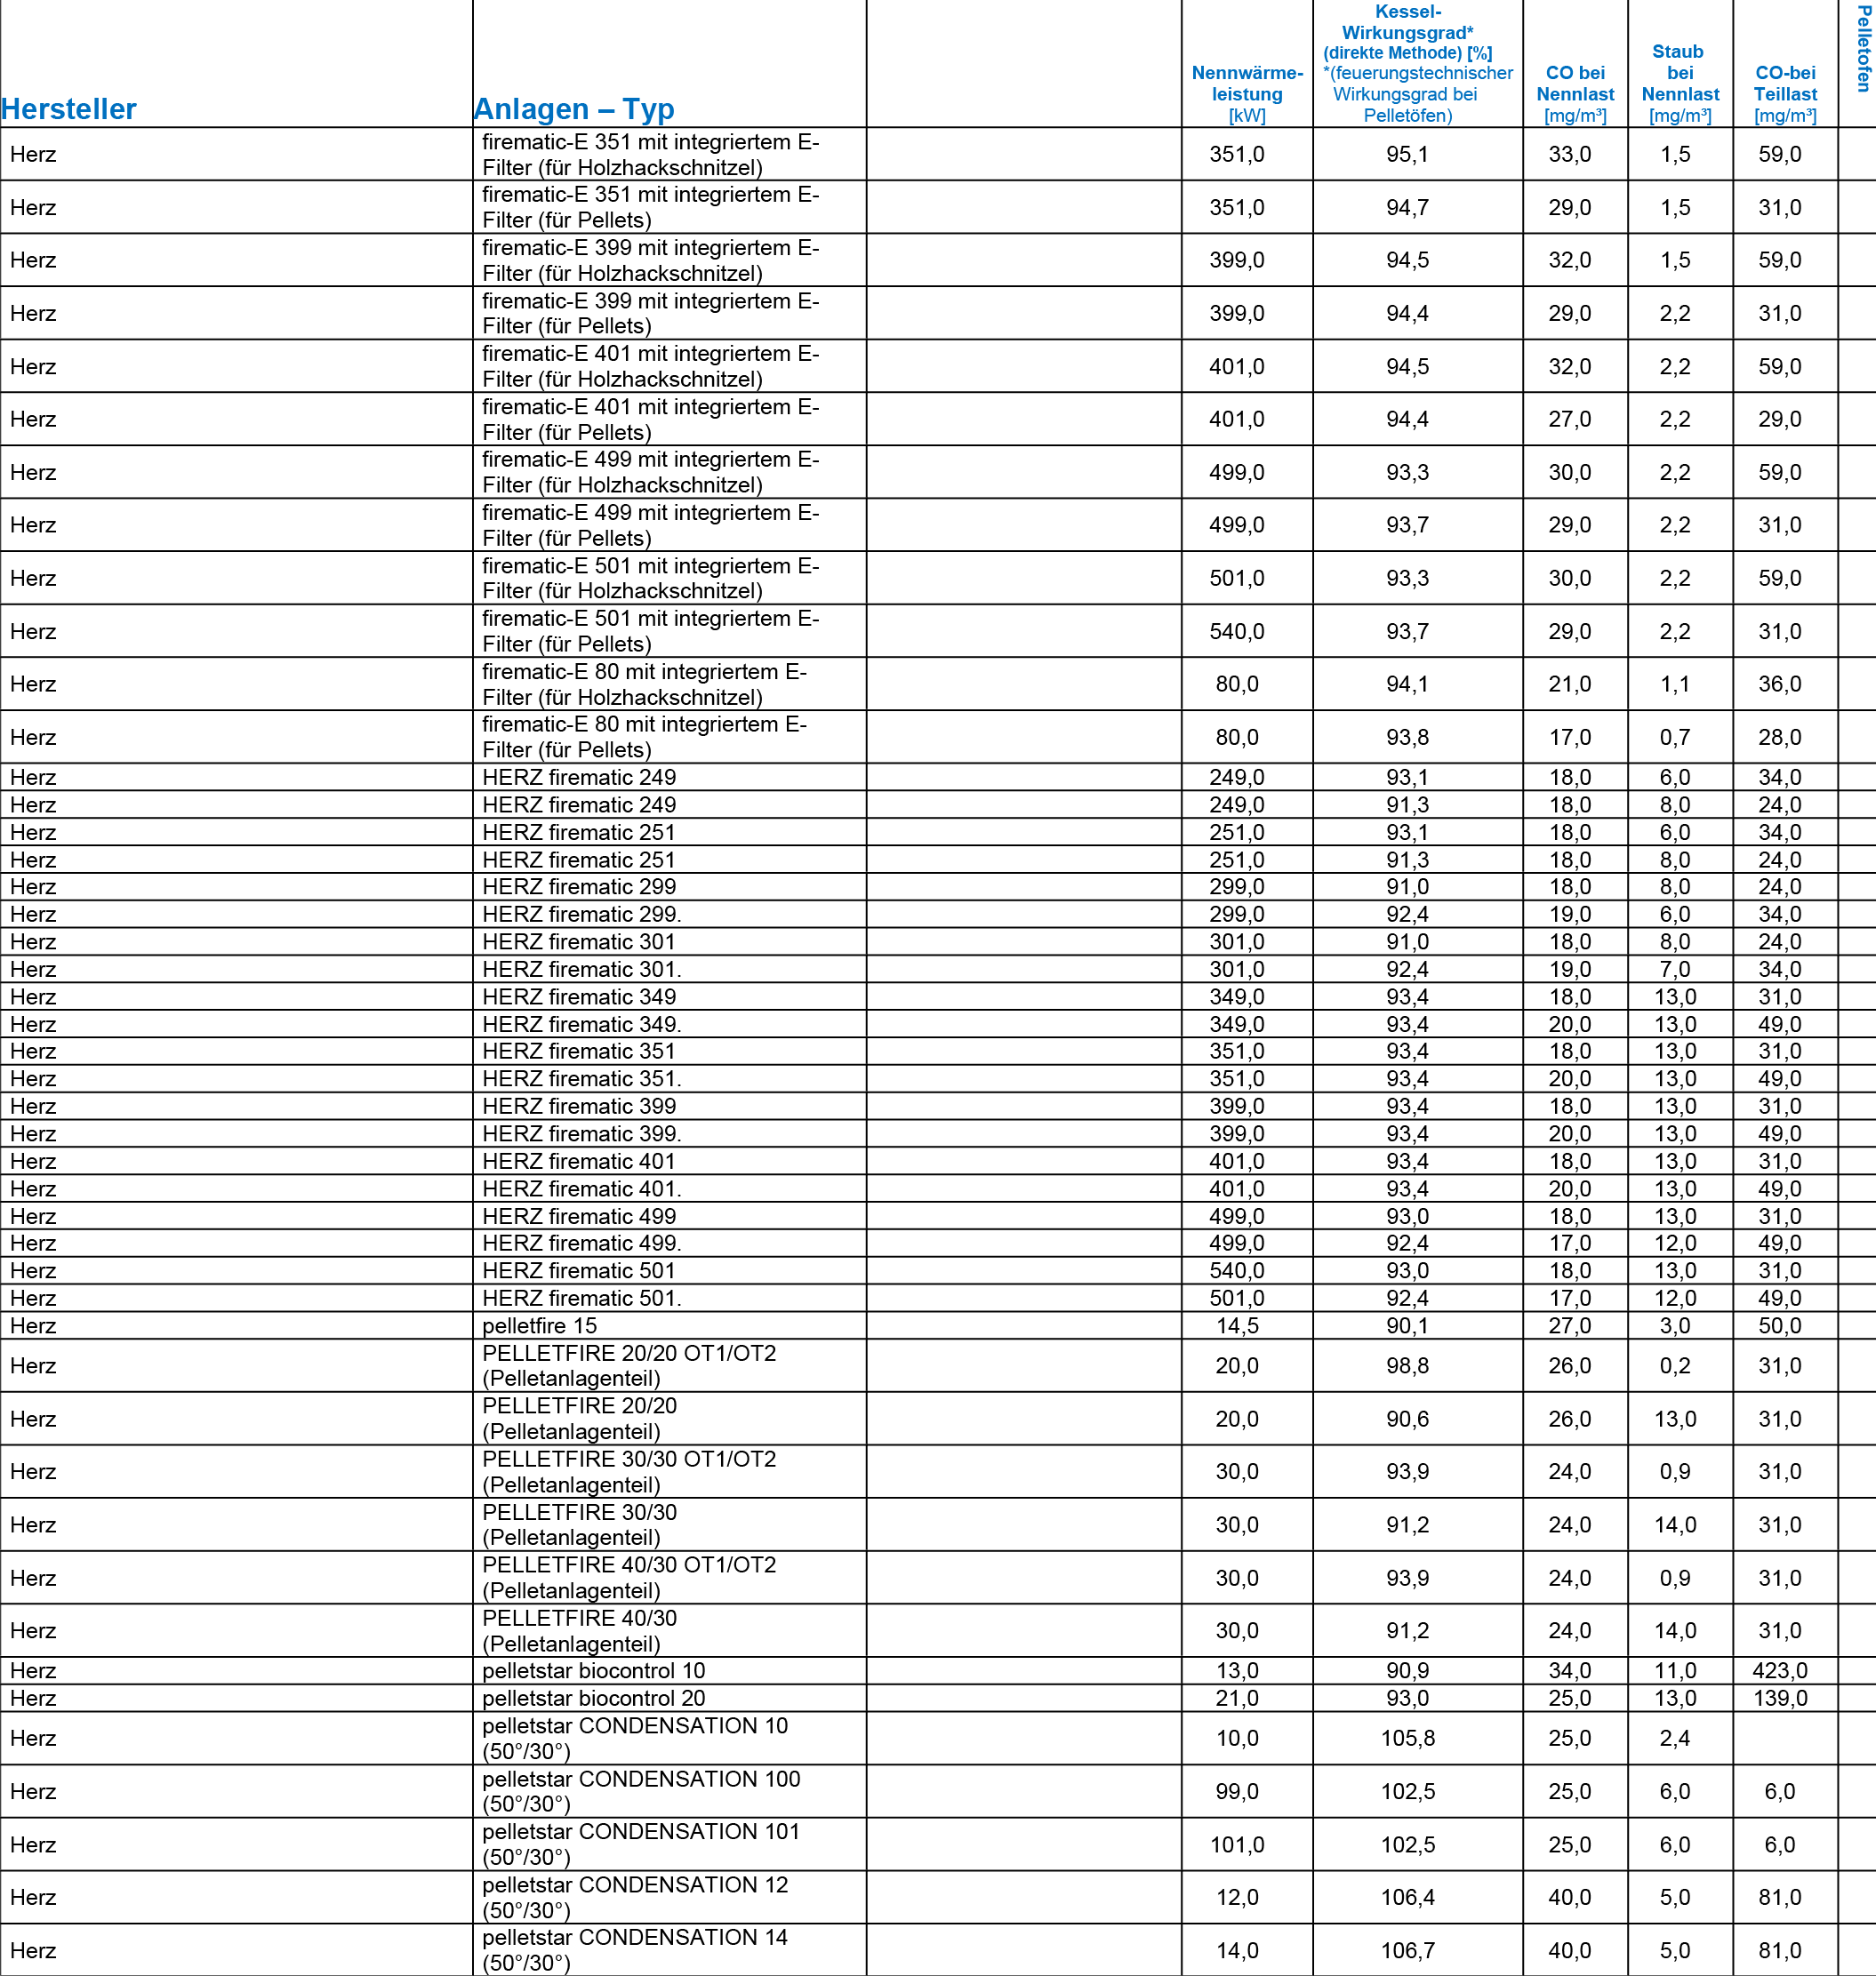 Hersteller Anlagen – Typ Nennwärme-leistung [kW] Kessel-Wirkungsgrad* (direkte Methode) [%] *(feuerungstechnischer Wirkungsgrad bei Pelletöfen) CO bei Nennlast [mg/m³] Staub bei Nennlast [mg/m³] CO-bei Teillast [mg/m³] Pelletofen
Herz firematic-E 351 mit integriertem E-Filter (für Holzhackschnitzel) 351,0 95,1 33,0 1,5 59,0
Herz firematic-E 351 mit integriertem E-Filter (für Pellets) 351,0 94,7 29,0 1,5 31,0
Herz firematic-E 399 mit integriertem E-Filter (für Holzhackschnitzel) 399,0 94,5 32,0 1,5 59,0
Herz firematic-E 399 mit integriertem E-Filter (für Pellets) 399,0 94,4 29,0 2,2 31,0
Herz firematic-E 401 mit integriertem E-Filter (für Holzhackschnitzel) 401,0 94,5 32,0 2,2 59,0
Herz firematic-E 401 mit integriertem E-Filter (für Pellets) 401,0 94,4 27,0 2,2 29,0
Herz firematic-E 499 mit integriertem E-Filter (für Holzhackschnitzel) 499,0 93,3 30,0 2,2 59,0
Herz firematic-E 499 mit integriertem E-Filter (für Pellets) 499,0 93,7 29,0 2,2 31,0
Herz firematic-E 501 mit integriertem E-Filter (für Holzhackschnitzel) 501,0 93,3 30,0 2,2 59,0
Herz firematic-E 501 mit integriertem E-Filter (für Pellets) 540,0 93,7 29,0 2,2 31,0
Herz firematic-E 80 mit integriertem E-Filter (für Holzhackschnitzel) 80,0 94,1 21,0 1,1 36,0
Herz firematic-E 80 mit integriertem E-Filter (für Pellets) 80,0 93,8 17,0 0,7 28,0
Herz HERZ firematic 249 249,0 93,1 18,0 6,0 34,0
Herz HERZ firematic 249 249,0 91,3 18,0 8,0 24,0
Herz HERZ firematic 251 251,0 93,1 18,0 6,0 34,0
Herz HERZ firematic 251 251,0 91,3 18,0 8,0 24,0
Herz HERZ firematic 299 299,0 91,0 18,0 8,0 24,0
Herz HERZ firematic 299. 299,0 92,4 19,0 6,0 34,0
Herz HERZ firematic 301 301,0 91,0 18,0 8,0 24,0
Herz HERZ firematic 301. 301,0 92,4 19,0 7,0 34,0
Herz HERZ firematic 349 349,0 93,4 18,0 13,0 31,0
Herz HERZ firematic 349. 349,0 93,4 20,0 13,0 49,0
Herz HERZ firematic 351 351,0 93,4 18,0 13,0 31,0
Herz HERZ firematic 351. 351,0 93,4 20,0 13,0 49,0
Herz HERZ firematic 399 399,0 93,4 18,0 13,0 31,0
Herz HERZ firematic 399. 399,0 93,4 20,0 13,0 49,0
Herz HERZ firematic 401 401,0 93,4 18,0 13,0 31,0
Herz HERZ firematic 401. 401,0 93,4 20,0 13,0 49,0
Herz HERZ firematic 499 499,0 93,0 18,0 13,0 31,0
Herz HERZ firematic 499. 499,0 92,4 17,0 12,0 49,0
Herz HERZ firematic 501 540,0 93,0 18,0 13,0 31,0
Herz HERZ firematic 501. 501,0 92,4 17,0 12,0 49,0
Herz pelletfire 15 14,5 90,1 27,0 3,0 50,0
Herz PELLETFIRE 20/20 OT1/OT2 (Pelletanlagenteil) 20,0 98,8 26,0 0,2 31,0
Herz PELLETFIRE 20/20 (Pelletanlagenteil) 20,0 90,6 26,0 13,0 31,0
Herz PELLETFIRE 30/30 OT1/OT2 (Pelletanlagenteil) 30,0 93,9 24,0 0,9 31,0
Herz PELLETFIRE 30/30 (Pelletanlagenteil) 30,0 91,2 24,0 14,0 31,0
Herz PELLETFIRE 40/30 OT1/OT2 (Pelletanlagenteil) 30,0 93,9 24,0 0,9 31,0
Herz PELLETFIRE 40/30 (Pelletanlagenteil) 30,0 91,2 24,0 14,0 31,0
Herz pelletstar biocontrol 10 13,0 90,9 34,0 11,0 423,0
Herz pelletstar biocontrol 20 21,0 93,0 25,0 13,0 139,0
Herz pelletstar CONDENSATION 10 (50°/30°) 10,0 105,8 25,0 2,4
Herz pelletstar CONDENSATION 100 (50°/30°) 99,0 102,5 25,0 6,0 6,0
Herz pelletstar CONDENSATION 101 (50°/30°) 101,0 102,5 25,0 6,0 6,0
Herz pelletstar CONDENSATION 12 (50°/30°) 12,0 106,4 40,0 5,0 81,0
Herz pelletstar CONDENSATION 14 (50°/30°) 14,0 106,7 40,0 5,0 81,0